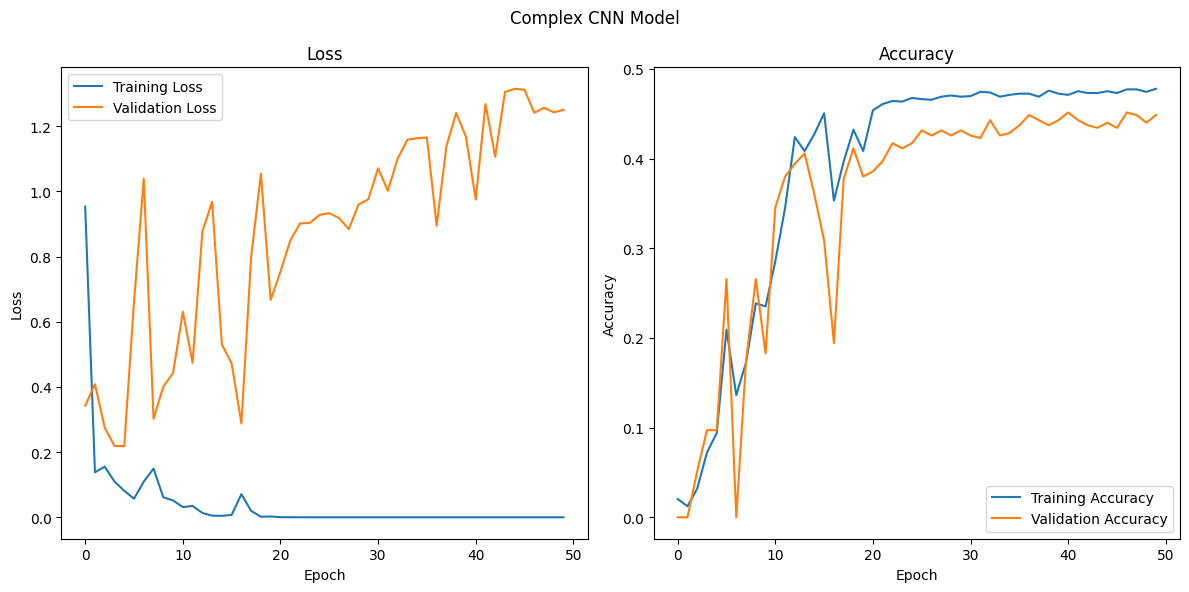 Complex CNN Model
Loss
Training Loss
Validation Loss
Loss
1.2
1.0
0.8
0.6
0.4
0.2
0.0
0
10
20
30
40
50
Epoch
Accuracy
Accuracy
0.5
0.4
0.3
0.2
0.1
0.0
Training Accuracy
Validation Accuracy
0
10
20
30
40
50
Epoch